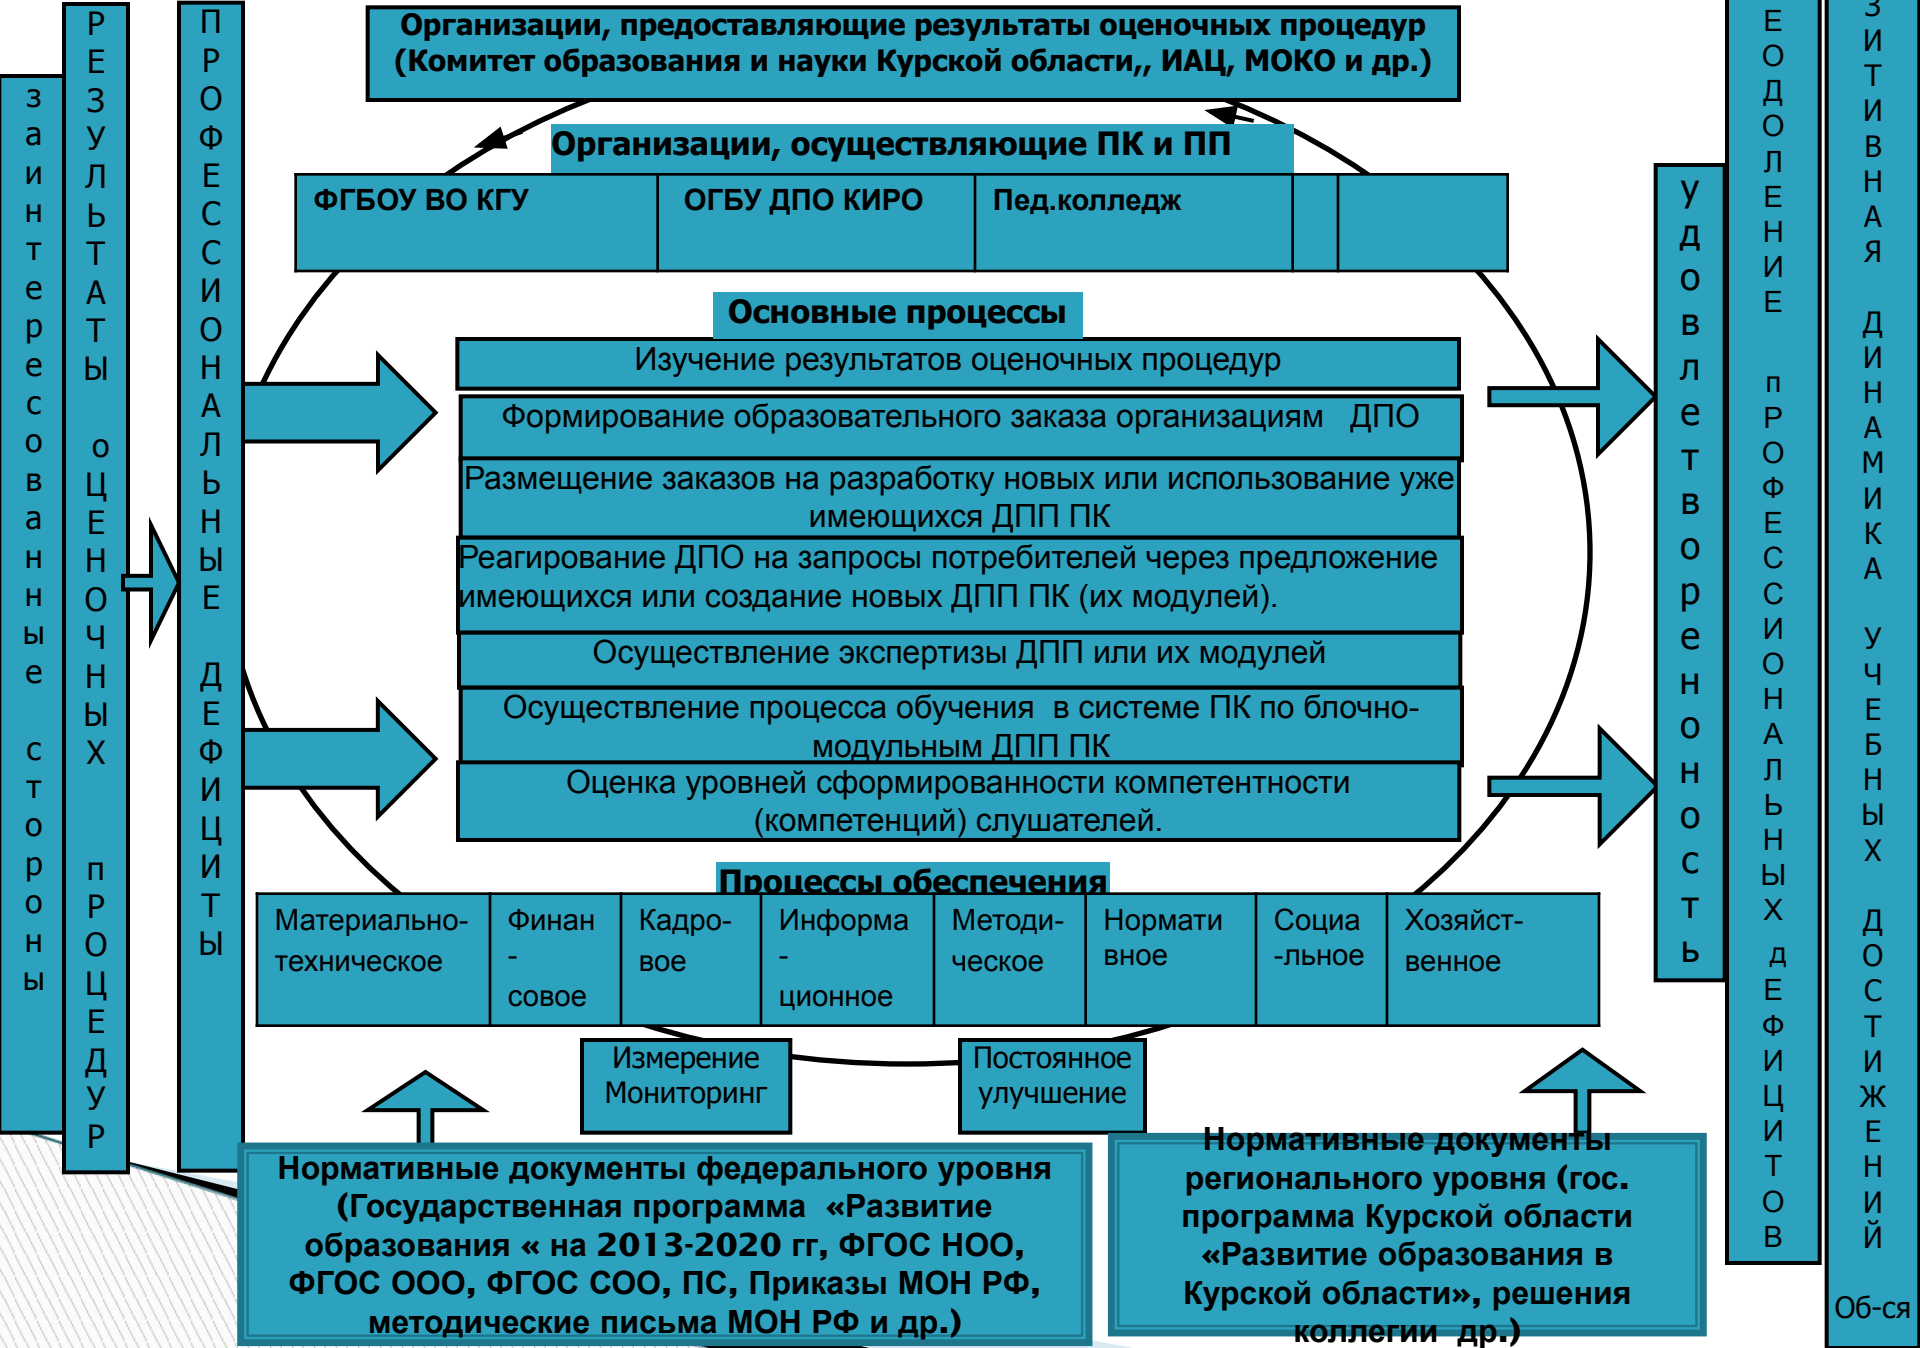 заинтересованные стороны
РЕЗУЛЬТАТЫ оЦЕНОЧНЫХ пРОЦЕДУР
ПРОФЕССИОНАЛЬНЫЕ ДЕФИЦИТЫ
Организации, предоставляющие результаты оценочных процедур
(Комитет образования и науки Курской области,, ИАЦ, МОКО и др.)
Организации, осуществляющие ПК и ПП
ФГБОУ ВО КГУ
ОГБУ ДПО КИРО
Пед.колледж
Основные процессы
Изучение результатов оценочных процедур
Формирование образовательного заказа организациям ДПО
Размещение заказов на разработку новых или использование уже
имеющихся ДПП ПК
Реагирование ДПО на запросы потребителей через предложение
имеющихся или создание новых ДПП ПК (их модулей).
Осуществление экспертизы ДПП или их модулей
Осуществление процесса обучения в системе ПК по блочно-
модульным ДПП ПК
Оценка уровней сформированности компетентности
(компетенций) слушателей.
Процессы обеспечения
Материально-
техническое
Финан
-
совое
Кадро-
вое
Информа
-
ционное
Методи-
ческое
Нормати
вное
Социа
-льное
Хозяйст-
венное
Измерение
Мониторинг
Постоянное
улучшение
Нормативные документы федерального уровня
(Государственная программа «Развитие
образования « на 2013-2020 гг, ФГОС НОО,
ФГОС ООО, ФГОС СОО, ПС, Приказы МОН РФ,
методические письма МОН РФ и др.)
Нормативные документы
регионального уровня (гос.
программа Курской области
«Развитие образования в
Курской области», решения
коллегии др.)
удовлетворенность
ЕОДОЛЕНИЕ пРОФЕССИОНАЛЬНЫХ дЕФИЦИТОВ
ЗИТИВНАЯ ДИНАМИКА УЧЕБНЫХ ДОСТИЖЕНИЙ
Об-ся